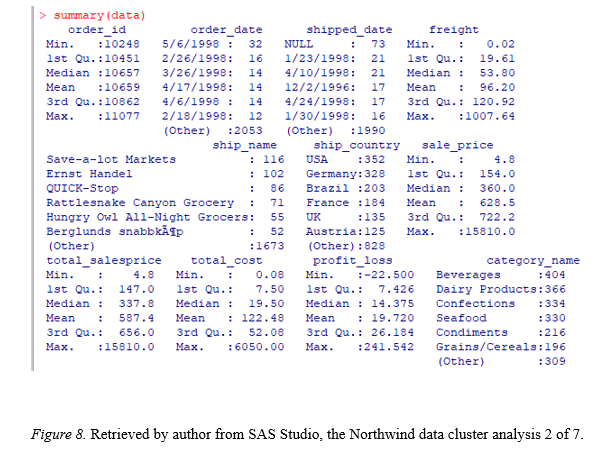 > summary(data)
order_id order_date shipped_date freight
Min. :10248 5/6/1998 : 32 NULL : 73 Min. : 0.02
1st Qu.:10451 2/26/1998: 16 1/23/1998: 21 1st Qu.: 19.61
Median :10657 3/26/1998: 14 4/10/1998: 21 Median : 53.80
Mean :10659 4/17/1998: 14 12/2/1996: 17 Mean : 96.20
3rd Qu.:10862 4/6/1998 : 14 4/24/1998: 17 3rd Qu.: 120.92
Max. :11077 2/18/1998: 12 1/30/1998: 16 Max. :1007.64
(Other) :2053 (Other) :1990
ship_name ship_country sale_price
Save-a-lot Markets : 116 USA :352 Min. : 4.8
Ernst Handel : 102 Germany:328 1st Qu.: 154.0
QUICK-Stop : 86 Brazil :203 Median : 360.0
Rattlesnake Canyon Grocery : 71 France :184 Mean : 628.5
Hungry Owl All-Night Grocers: 55 UK :135 3rd Qu.: 722.2
Berglunds snabbkÃ¶p : 52 Austria:125 Max. :15810.0
(Other) :1673 (Other):828
total_salesprice total_cost profit_loss category_name
Min. : 4.8 Min. : 0.08 Min. :-22.500 Beverages :404
1st Qu.: 147.0 1st Qu.: 7.50 1st Qu.: 7.426 Dairy Products:366
Median : 337.8 Median : 19.50 Median : 14.375 Confections :334
Mean : 587.4 Mean : 122.48 Mean : 19.720 Seafood :330
3rd Qu.: 656.0 3rd Qu.: 52.08 3rd Qu.: 26.184 Condiments :216
Max. :15810.0 Max. :6050.00 Max. :241.542 Grains/Cereals:196
(Other) :309
Figure 8. Retrieved by author from SAS Studio, the Northwind data cluster analysis 2 of 7.